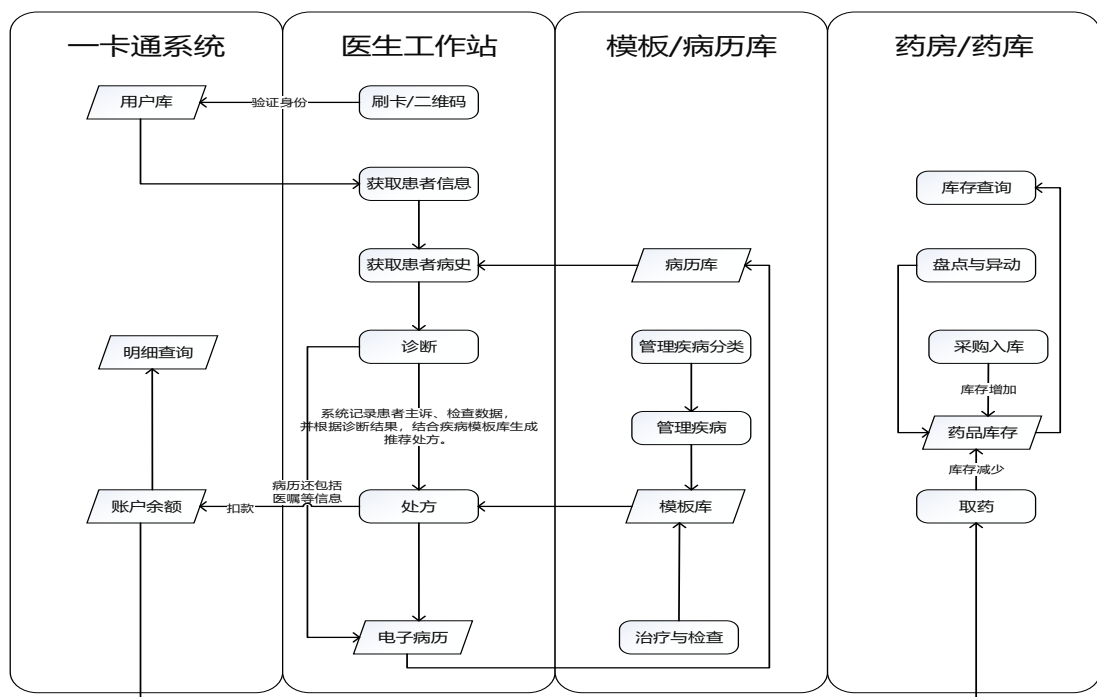 一卡通系统
医生工作站
模板/病历库
药房/药库
用户库
验证身份
刷卡/二维码
获取患者信息
库存查询
获取患者病史
病历库
盘点与异动
明细查询
诊断
管理疾病分类
采购入库
库存增加
系统记录患者主诉、检查数据，
并根据诊断结果，结合疾病模板库生成
推荐处方。
管理疾病
药品库存
库存减少
病历还包括
医嘱等信息
账户余额
扣款
处方
模板库
取药
电子病历
治疗与检查